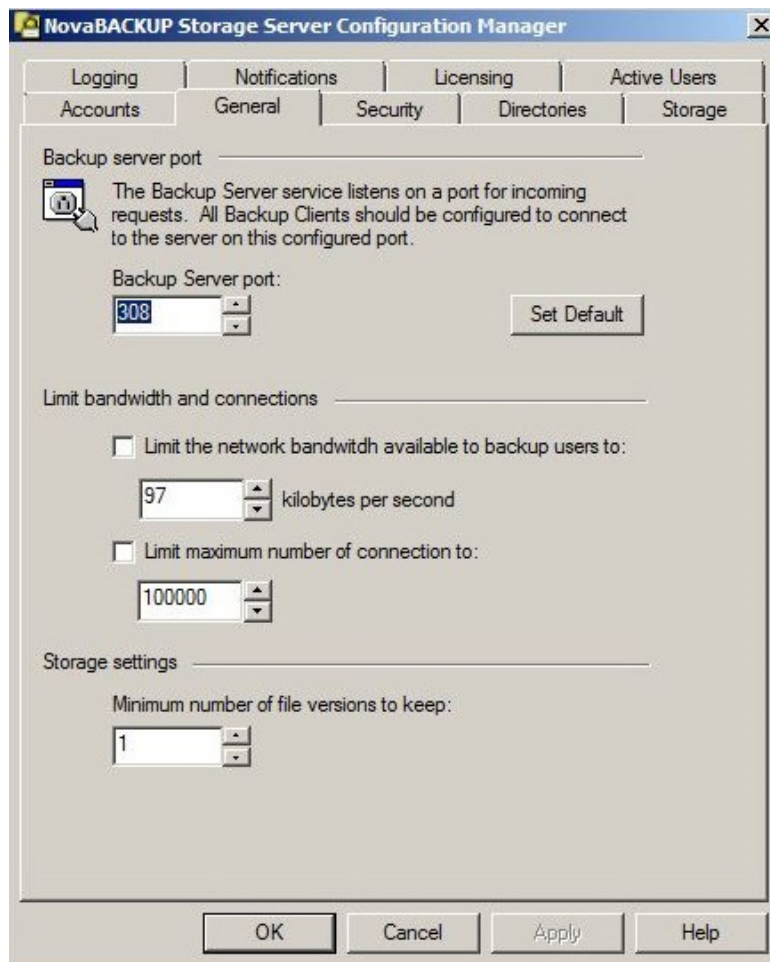 NovaBACKUP Storage Server Configuration Manager
Logging Notifications Licensing Active Users
Accounts General Security Directories Storage
Backup server port
The Backup Server service listens on a port for incoming
requests. All Backup Clients should be configured to connect
to the server on this configured port.
Backup Server port:
308
Set Default
Limit bandwidth and connections
Limit the network bandwitdh available to backup users to:
97 kilobytes per second
Limit maximum number of connection to:
100000
Storage settings
Minimum number of file versions to keep:
1
OK Cancel Apply Help